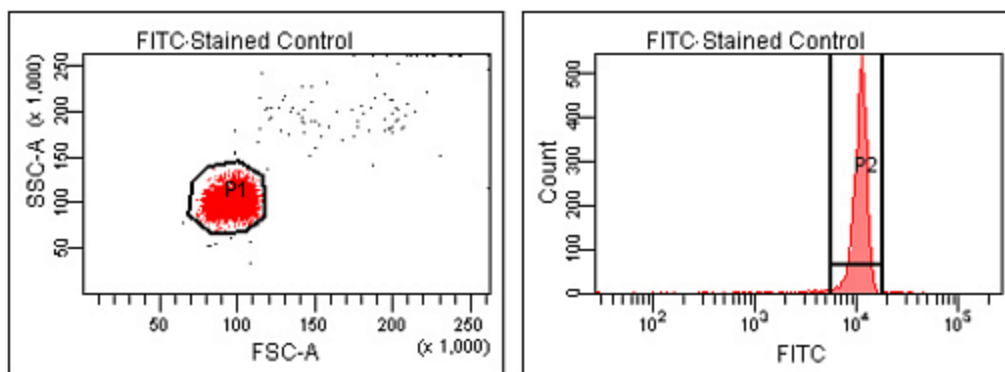 FITC-Stained Control
SSC-A (x 1,000)
250
200
150
100
50
P1
50 100 150 200 250
FSC-A (x 1,000)
FITC-Stained Control
Count
500
400
300
200
100
0
P2
10² 10³ 10⁴ 10⁵
FITC